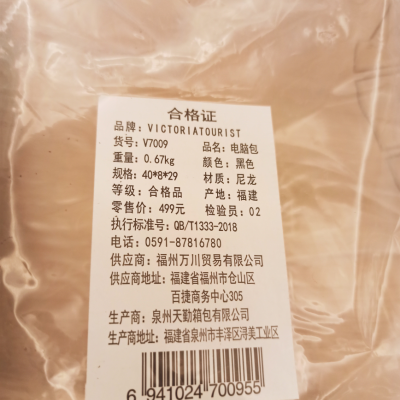 合格证
品牌：VICTORIATOURIST
货号：V7009 品名：电脑包
重量：0.67kg 颜色：黑色
规格：40*8*29 材质：尼龙
等级：合格品 产地：福建
零售价：499元 检验员：02
执行标准号：QB/T1333-2018
电话：0591-87816780
供应商：福州万川贸易有限公司
供应商地址：福建省福州市仓山区
百捷商务中心305
生产商：泉州天勤箱包有限公司
生产商地址：福建省泉州市丰泽区浔美工业区
6 941024 700955